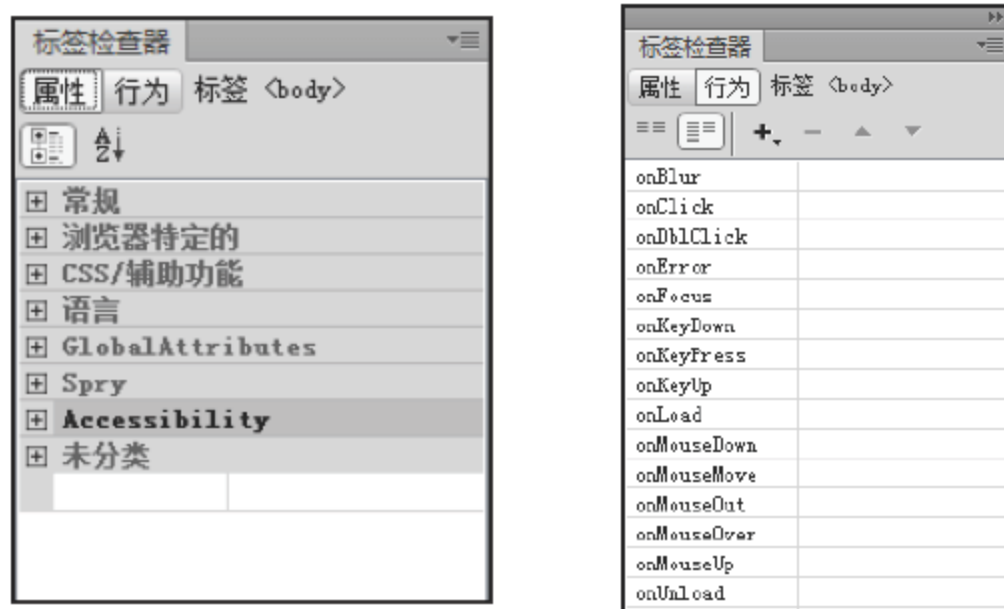 标签检查器
属性 行为 标签 <body>
常规
浏览器特定的
CSS/辅助功能
语言
GlobalAttributes
Spry
Accessibility
未分类
标签检查器
属性 行为 标签 <body>
onBlur
onClick
onDblClick
onError
onFocus
onKeyDown
onKeyPress
onKeyUp
onLoad
onMouseDown
onMouseMove
onMouseOut
onMouseOver
onMouseUp
onUnload